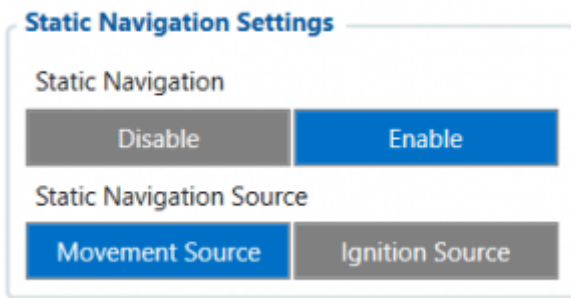 Static Navigation Settings
Static Navigation
Disable Enable
Static Navigation Source
Movement Source Ignition Source